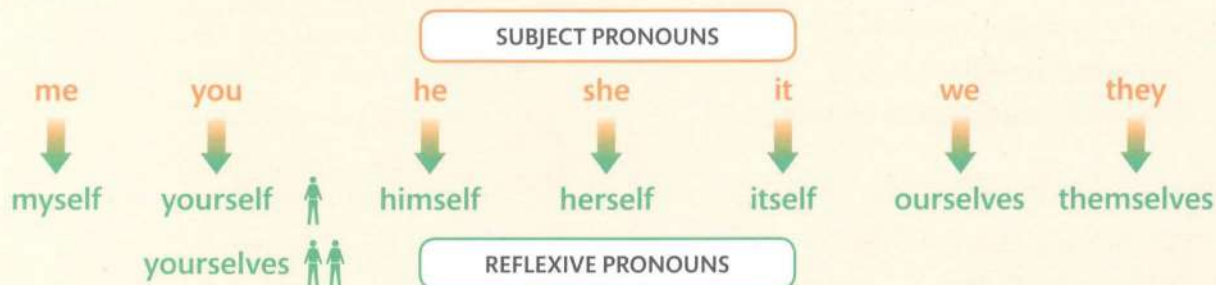 SUBJECT PRONOUNS
me you he she it we they
myself yourself himself herself itself ourselves themselves
yourselves REFLEXIVE PRONOUNS